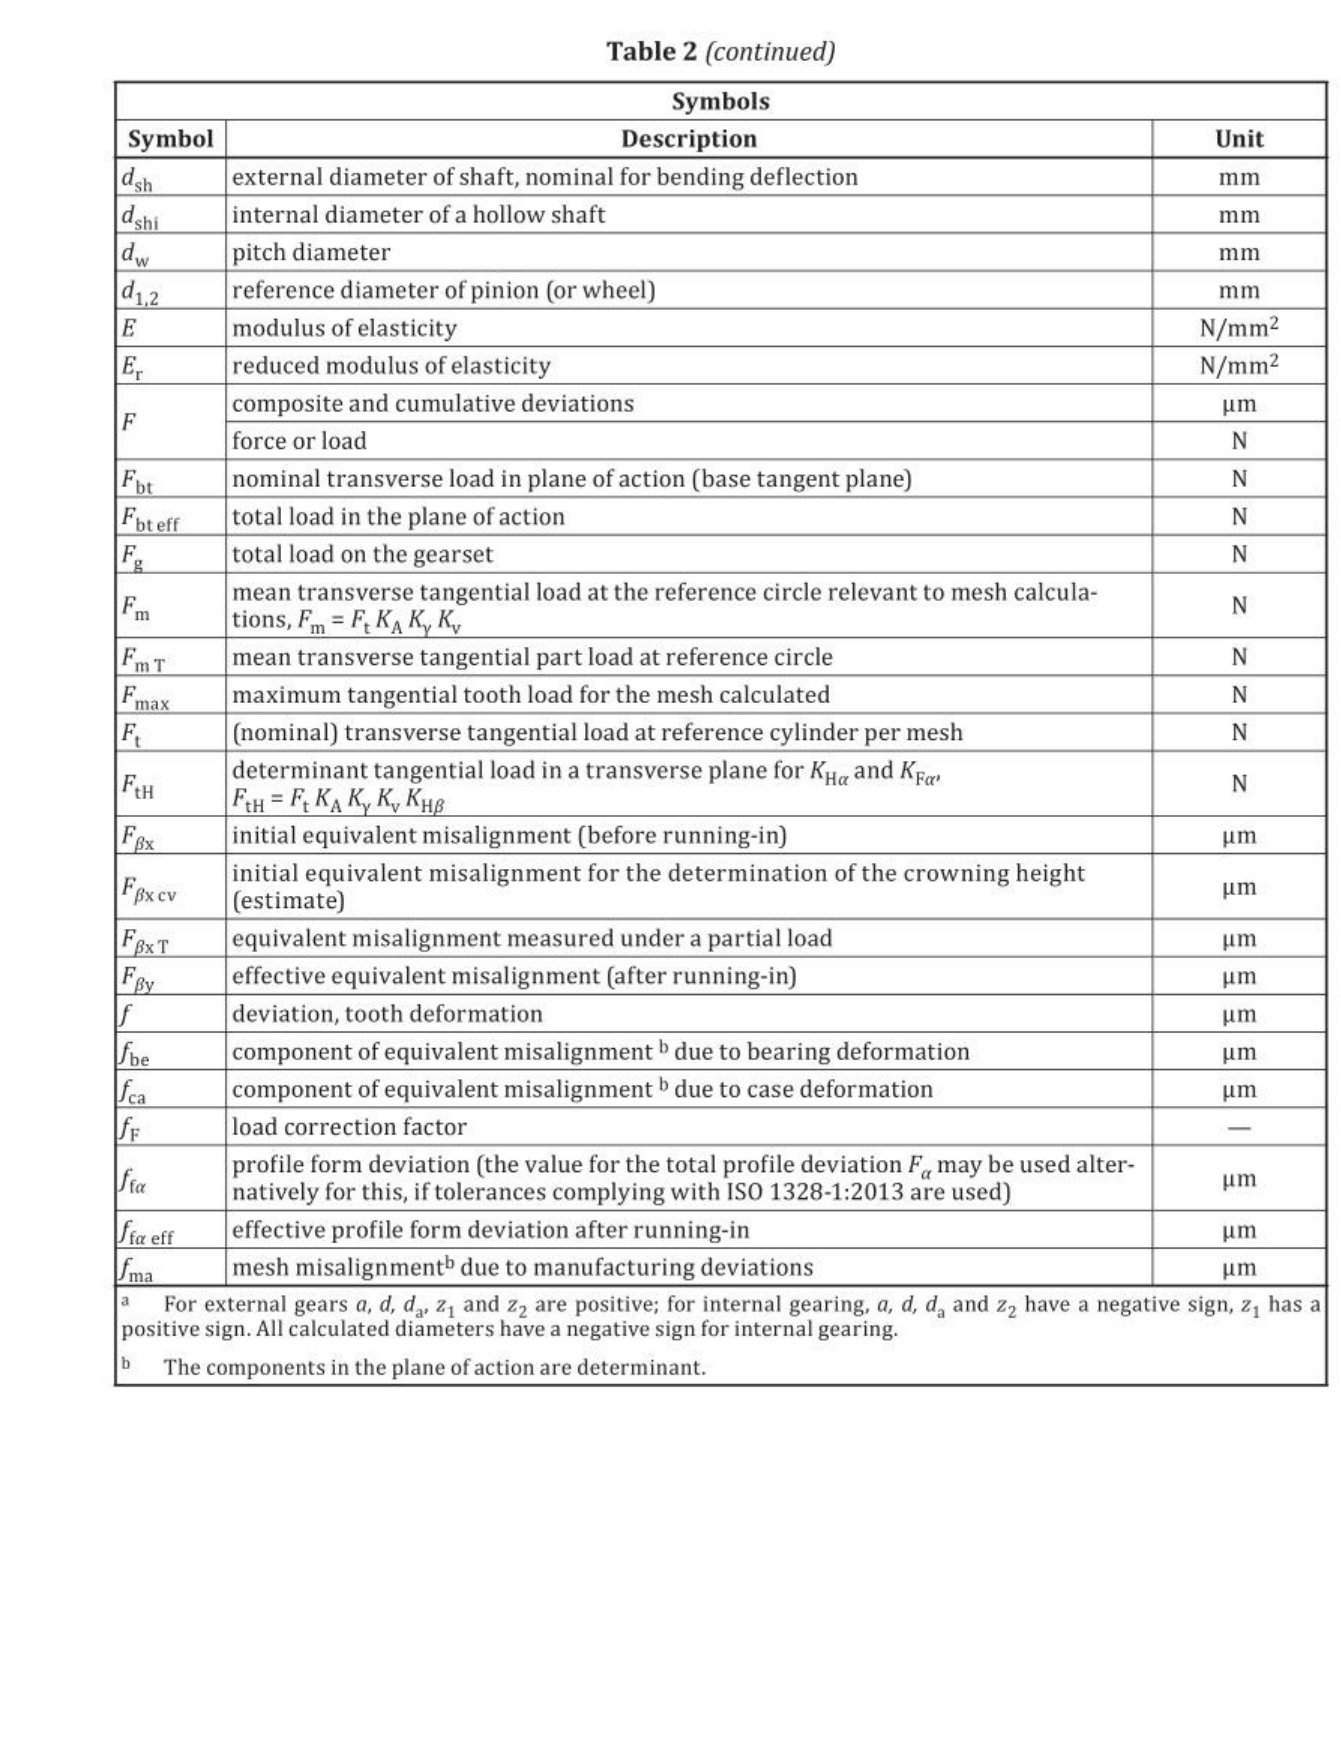 Table 2 (continued)
Symbols
Symbol Description Unit
d_sh external diameter of shaft, nominal for bending deflection mm
d_shi internal diameter of a hollow shaft mm
d_w pitch diameter mm
d_1,2 reference diameter of pinion (or wheel) mm
E modulus of elasticity N/mm²
E_r reduced modulus of elasticity N/mm²
F composite and cumulative deviations μm
force or load N
F_bt nominal transverse load in plane of action (base tangent plane) N
F_bt eff total load in the plane of action N
F_g total load on the gearset N
F_m mean transverse tangential load at the reference circle relevant to mesh calcula-
tions, F_m = F_t K_A K_γ K_v N
F_m T mean transverse tangential part load at reference circle N
F_max maximum tangential tooth load for the mesh calculated N
F_t (nominal) transverse tangential load at reference cylinder per mesh N
F_tH determinant tangential load in a transverse plane for K_Hα and K_Fα,
F_tH = F_t K_A K_γ K_v K_Hβ N
F_βx initial equivalent misalignment (before running-in) μm
F_βx cv initial equivalent misalignment for the determination of the crowning height
(estimate) μm
F_βx T equivalent misalignment measured under a partial load μm
F_βy effective equivalent misalignment (after running-in) μm
f deviation, tooth deformation μm
f_be component of equivalent misalignment ᵇ due to bearing deformation μm
f_ca component of equivalent misalignment ᵇ due to case deformation μm
f_F load correction factor —
f_fα profile form deviation (the value for the total profile deviation F_α may be used alter-
natively for this, if tolerances complying with ISO 1328-1:2013 are used) μm
f_fα eff effective profile form deviation after running-in μm
f_ma mesh misalignmentᵇ due to manufacturing deviations μm
ᵃ For external gears a, d, d_a, z_1 and z_2 are positive; for internal gearing, a, d, d_a and z_2 have a negative sign, z_1 has a
positive sign. All calculated diameters have a negative sign for internal gearing.
ᵇ The components in the plane of action are determinant.